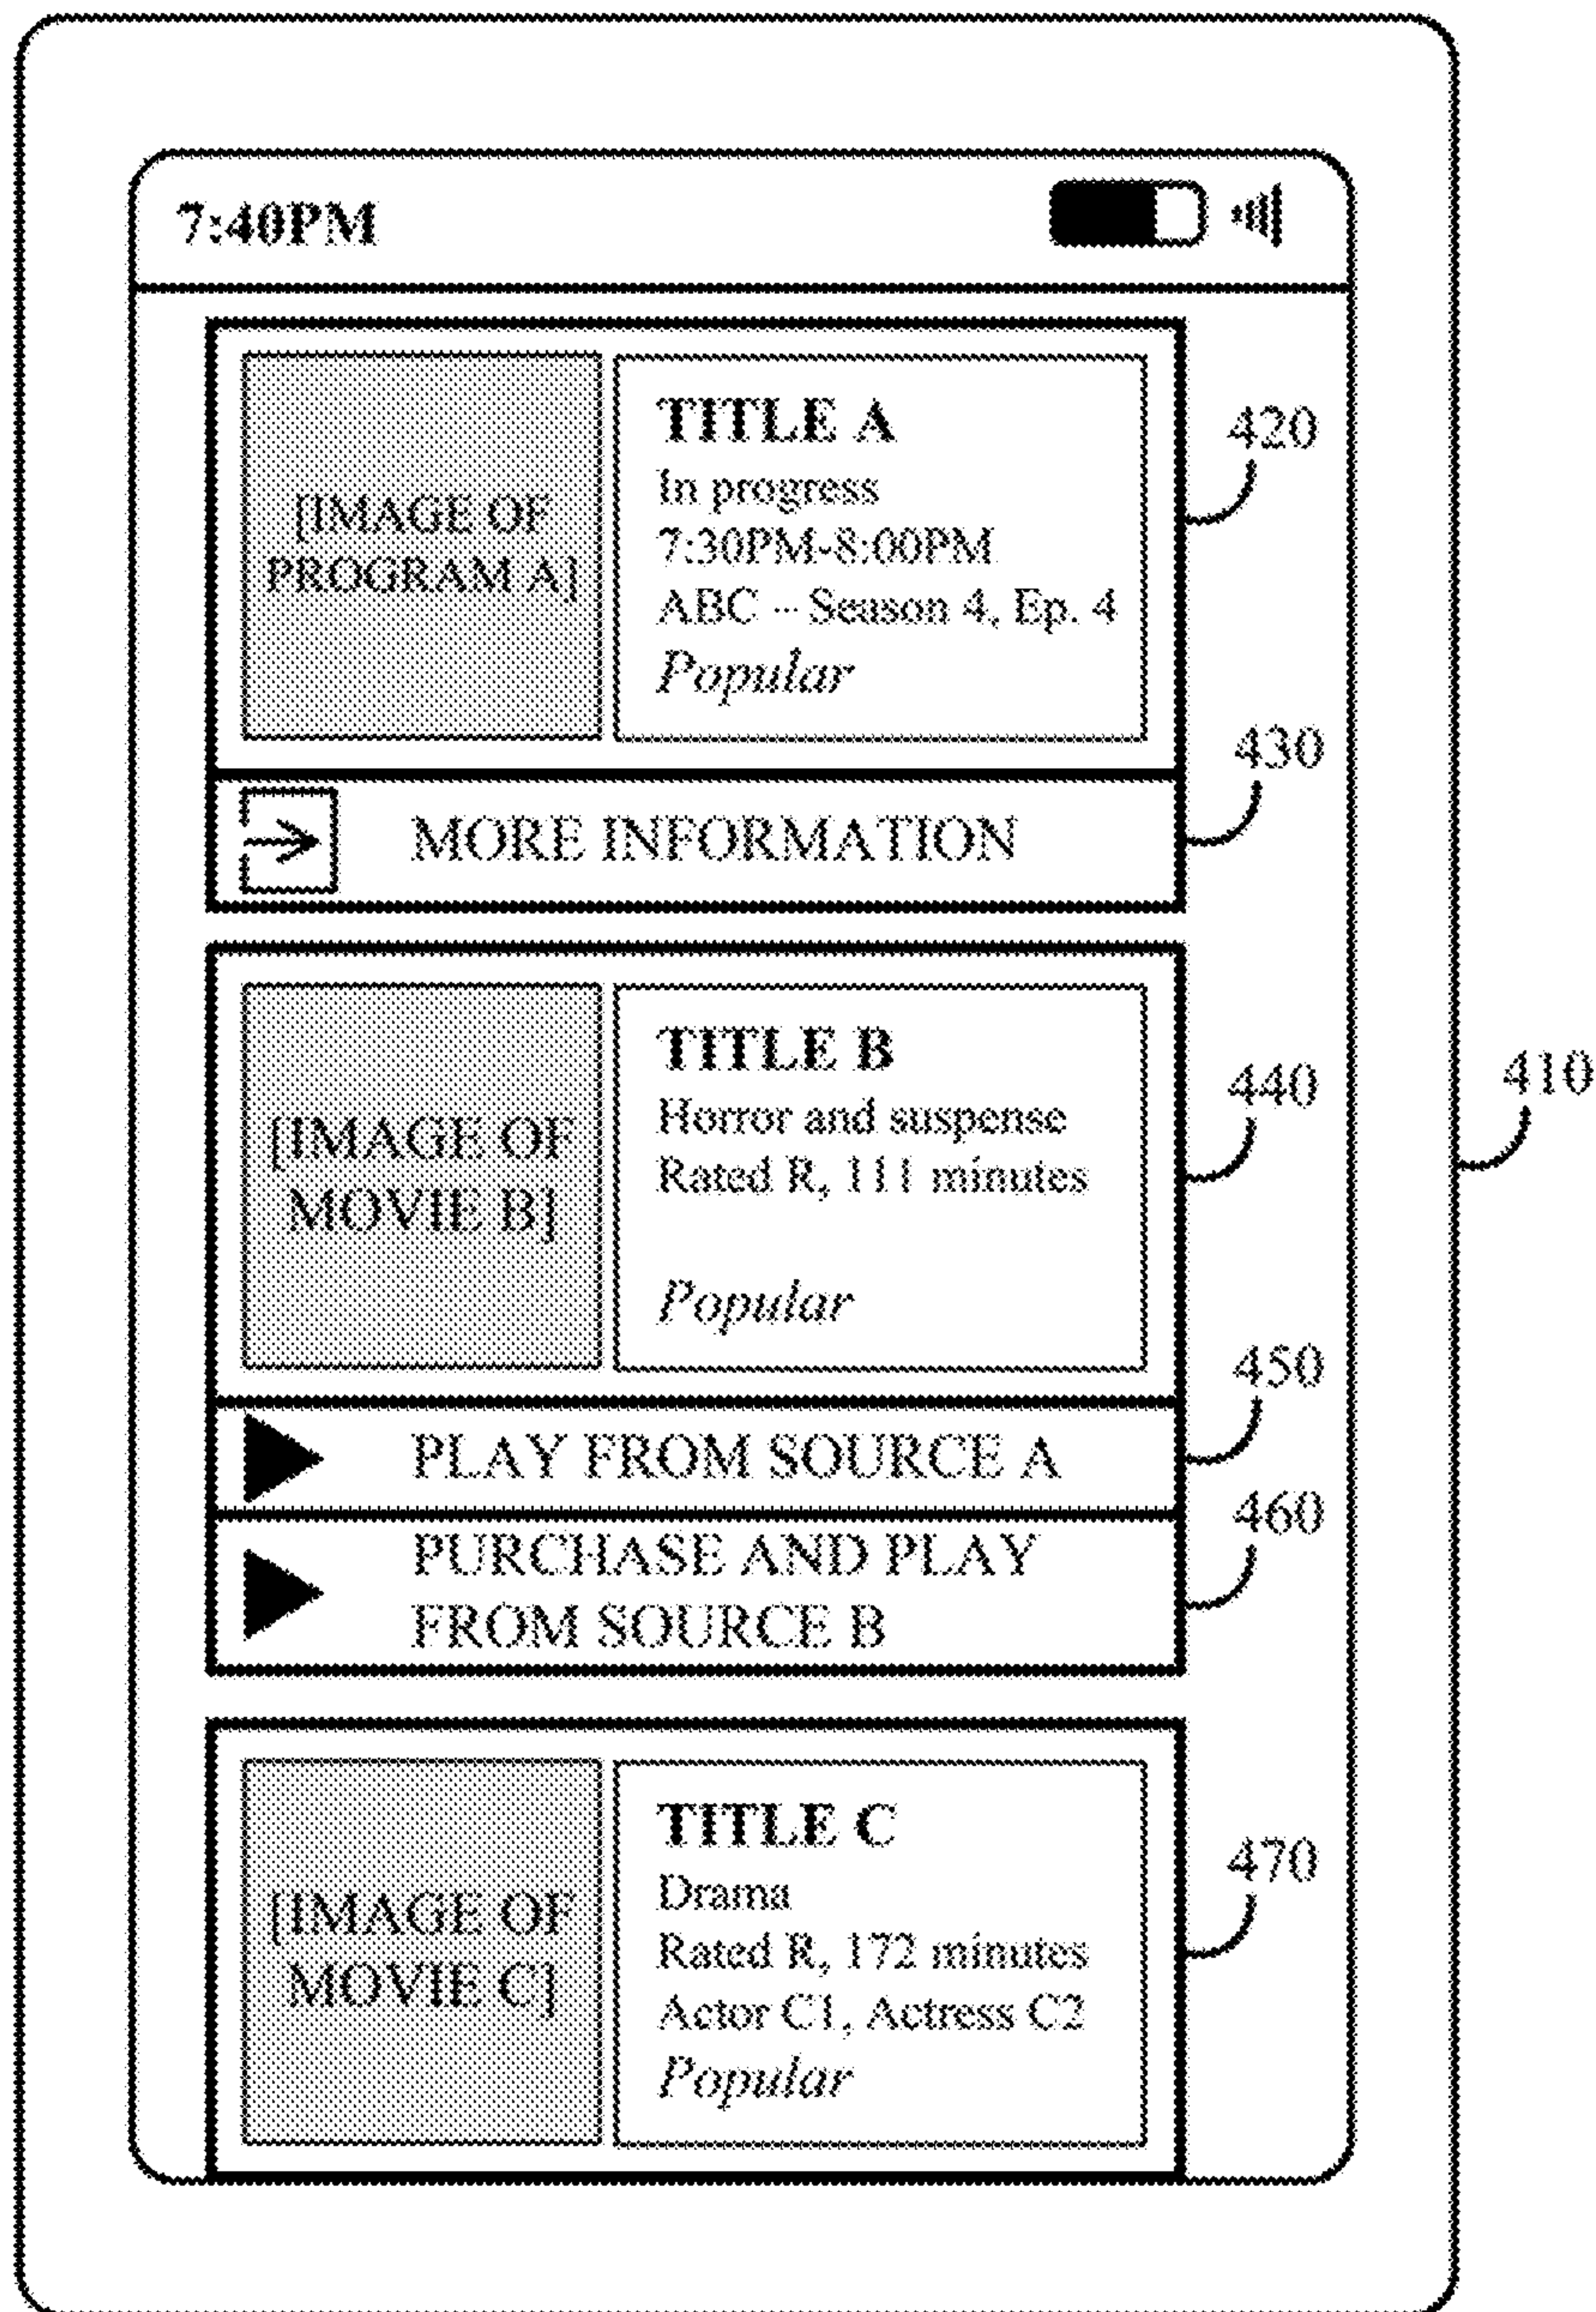 7:40PM
[IMAGE OF
PROGRAM A]
TITLE A
In progress
7:30PM-8:00PM
ABC – Season 4, Ep. 4
Popular
420
MORE INFORMATION
430
[IMAGE OF
MOVIE B]
TITLE B
Horror and suspense
Rated R, 111 minutes
Popular
440
410
PLAY FROM SOURCE A
450
PURCHASE AND PLAY
FROM SOURCE B
460
[IMAGE OF
MOVIE C]
TITLE C
Drama
Rated R, 172 minutes
Actor C1, Actress C2
Popular
470